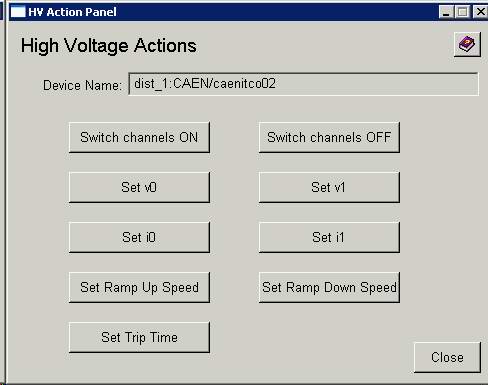 HV Action Panel
High Voltage Actions
Device Name: dist_1:CAEN/caenitco02
Switch channels ON Switch channels OFF
Set v0 Set v1
Set i0 Set i1
Set Ramp Up Speed Set Ramp Down Speed
Set Trip Time
Close